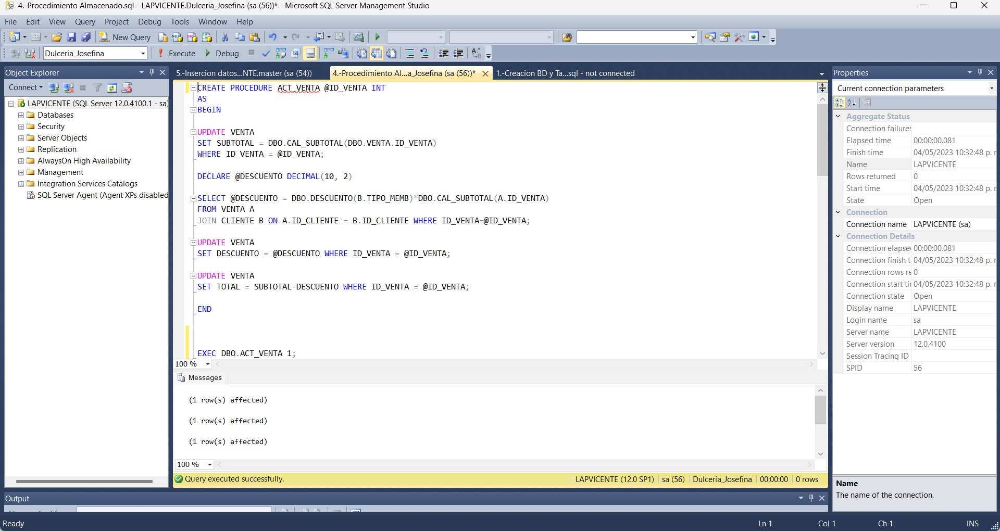 4.-Procedimiento Almacenado.sql - LAPVICENTE.Dulceria_Josefina (sa (56))* - Microsoft SQL Server Management Studio
File Edit View Query Project Debug Tools Window Help
New Query
Dulceria_Josefina Execute Debug
Object Explorer
Connect
LAPVICENTE (SQL Server 12.0.4100.1 - sa)
Databases
Security
Server Objects
Replication
AlwaysOn High Availability
Management
Integration Services Catalogs
SQL Server Agent (Agent XPs disabled
5.-Insercion datos...NTE.master (sa (54))
4.-Procedimiento Al...a_Josefina (sa (56))*
1.-Creacion BD y Ta...sql - not connected
CREATE PROCEDURE ACT_VENTA @ID_VENTA INT
AS
BEGIN
UPDATE VENTA
SET SUBTOTAL = DBO.CAL_SUBTOTAL(DBO.VENTA.ID_VENTA)
WHERE ID_VENTA = @ID_VENTA;
DECLARE @DESCUENTO DECIMAL(10, 2)
SELECT @DESCUENTO = DBO.DESCUENTO(B.TIPO_MEMB)*DBO.CAL_SUBTOTAL(A.ID_VENTA)
FROM VENTA A
JOIN CLIENTE B ON A.ID_CLIENTE = B.ID_CLIENTE WHERE ID_VENTA=@ID_VENTA;
UPDATE VENTA
SET DESCUENTO = @DESCUENTO WHERE ID_VENTA = @ID_VENTA;
UPDATE VENTA
SET TOTAL = SUBTOTAL-DESCUENTO WHERE ID_VENTA = @ID_VENTA;
END
EXEC DBO.ACT_VENTA 1;
100 %
Messages
(1 row(s) affected)
(1 row(s) affected)
(1 row(s) affected)
100 %
Query executed successfully.
LAPVICENTE (12.0 SP1) sa (56) Dulceria_Josefina 00:00:00 0 rows
Properties
Current connection parameters
Aggregate Status
Connection failures
Elapsed time 00:00:00.081
Finish time 04/05/2023 10:32:48 p. 
Name LAPVICENTE
Rows returned 0
Start time 04/05/2023 10:32:48 p. 
State Open
Connection
Connection name LAPVICENTE (sa)
Connection Details
Connection elapse 00:00:00.081
Connection finish t 04/05/2023 10:32:48 p. 
Connection rows re 0
Connection start ti 04/05/2023 10:32:48 p. 
Connection state Open
Display name LAPVICENTE
Login name sa
Server name LAPVICENTE
Server version 12.0.4100
Session Tracing ID
SPID 56
Name
The name of the connection.
Output
Ready Ln 1 Col 1 Ch 1 INS